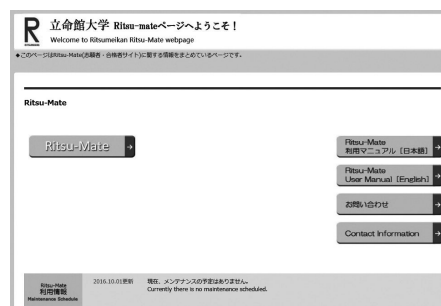 R
RITSUMEIKAN
立命館大学 Ritsu-mateページへようこそ！
Welcome to Ritsumeikan Ritsu-Mate webpage
◆このページはRitsu-Mate(志願者・合格者サイト)に関する情報をまとめているページです。
Ritsu-Mate
Ritsu-Mate
Ritsu-Mate
利用マニュアル [日本語]
Ritsu-Mate
User Manual [English]
お問い合わせ
Contact Information
Ritsu-Mate
利用情報
Maintenance Schedule
2016.10.01更新
現在、メンテナンスの予定はありません。
Currently there is no maintenance scheduled.